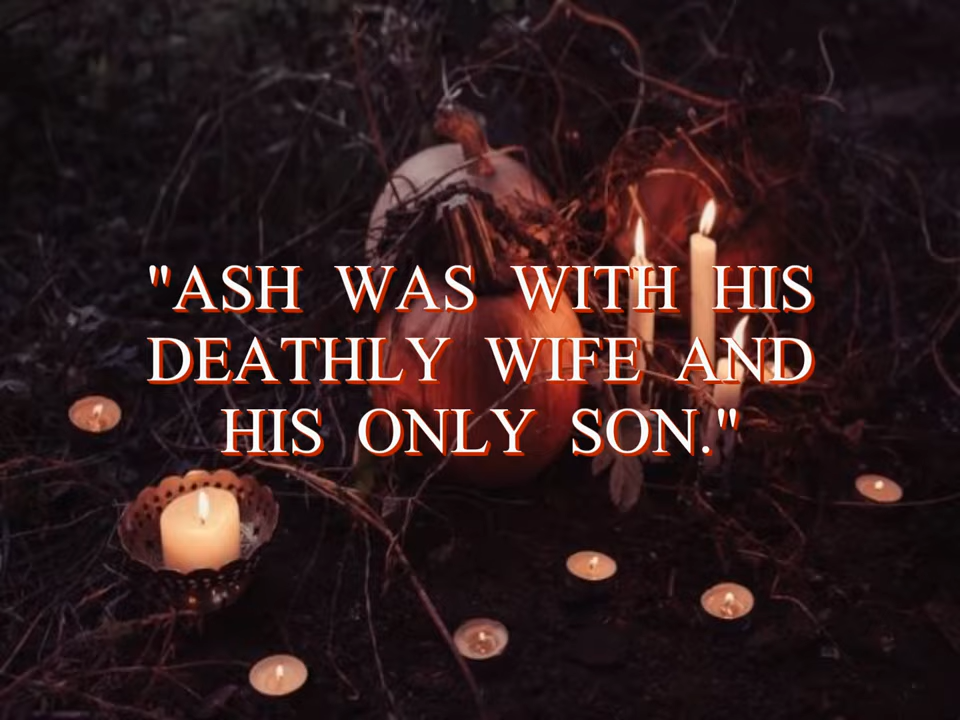 "ASH WAS WITH HIS
DEATHLY WIFE AND
HIS ONLY SON."